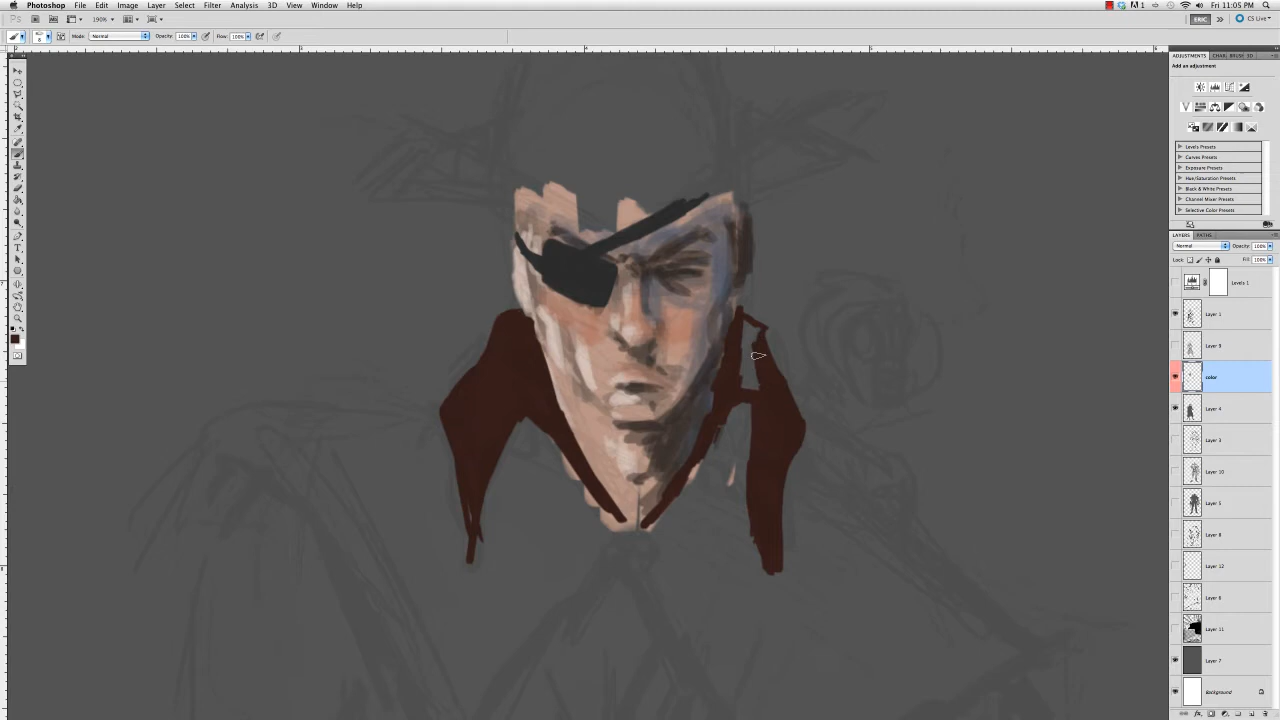 Photoshop File Edit Image Layer Select Filter Analysis 3D View Window Help
1 Fri 11:05 PM
190% ERIC CS Live
Mode: Normal Opacity: 100% Flow: 100%
ADJUSTMENTS
Add an adjustment
Levels Presets
Curves Presets
Exposure Presets
Hue/Saturation Presets
Black & White Presets
Channel Mixer Presets
Selective Color Presets
LAYERS PATHS
Normal Opacity: 100%
Lock: Fill: 100%
Levels 1
Layer 1
Layer 9
color
Layer 4
Layer 3
Layer 10
Layer 5
Layer 8
Layer 12
Layer 6
Layer 11
Layer 7
Background